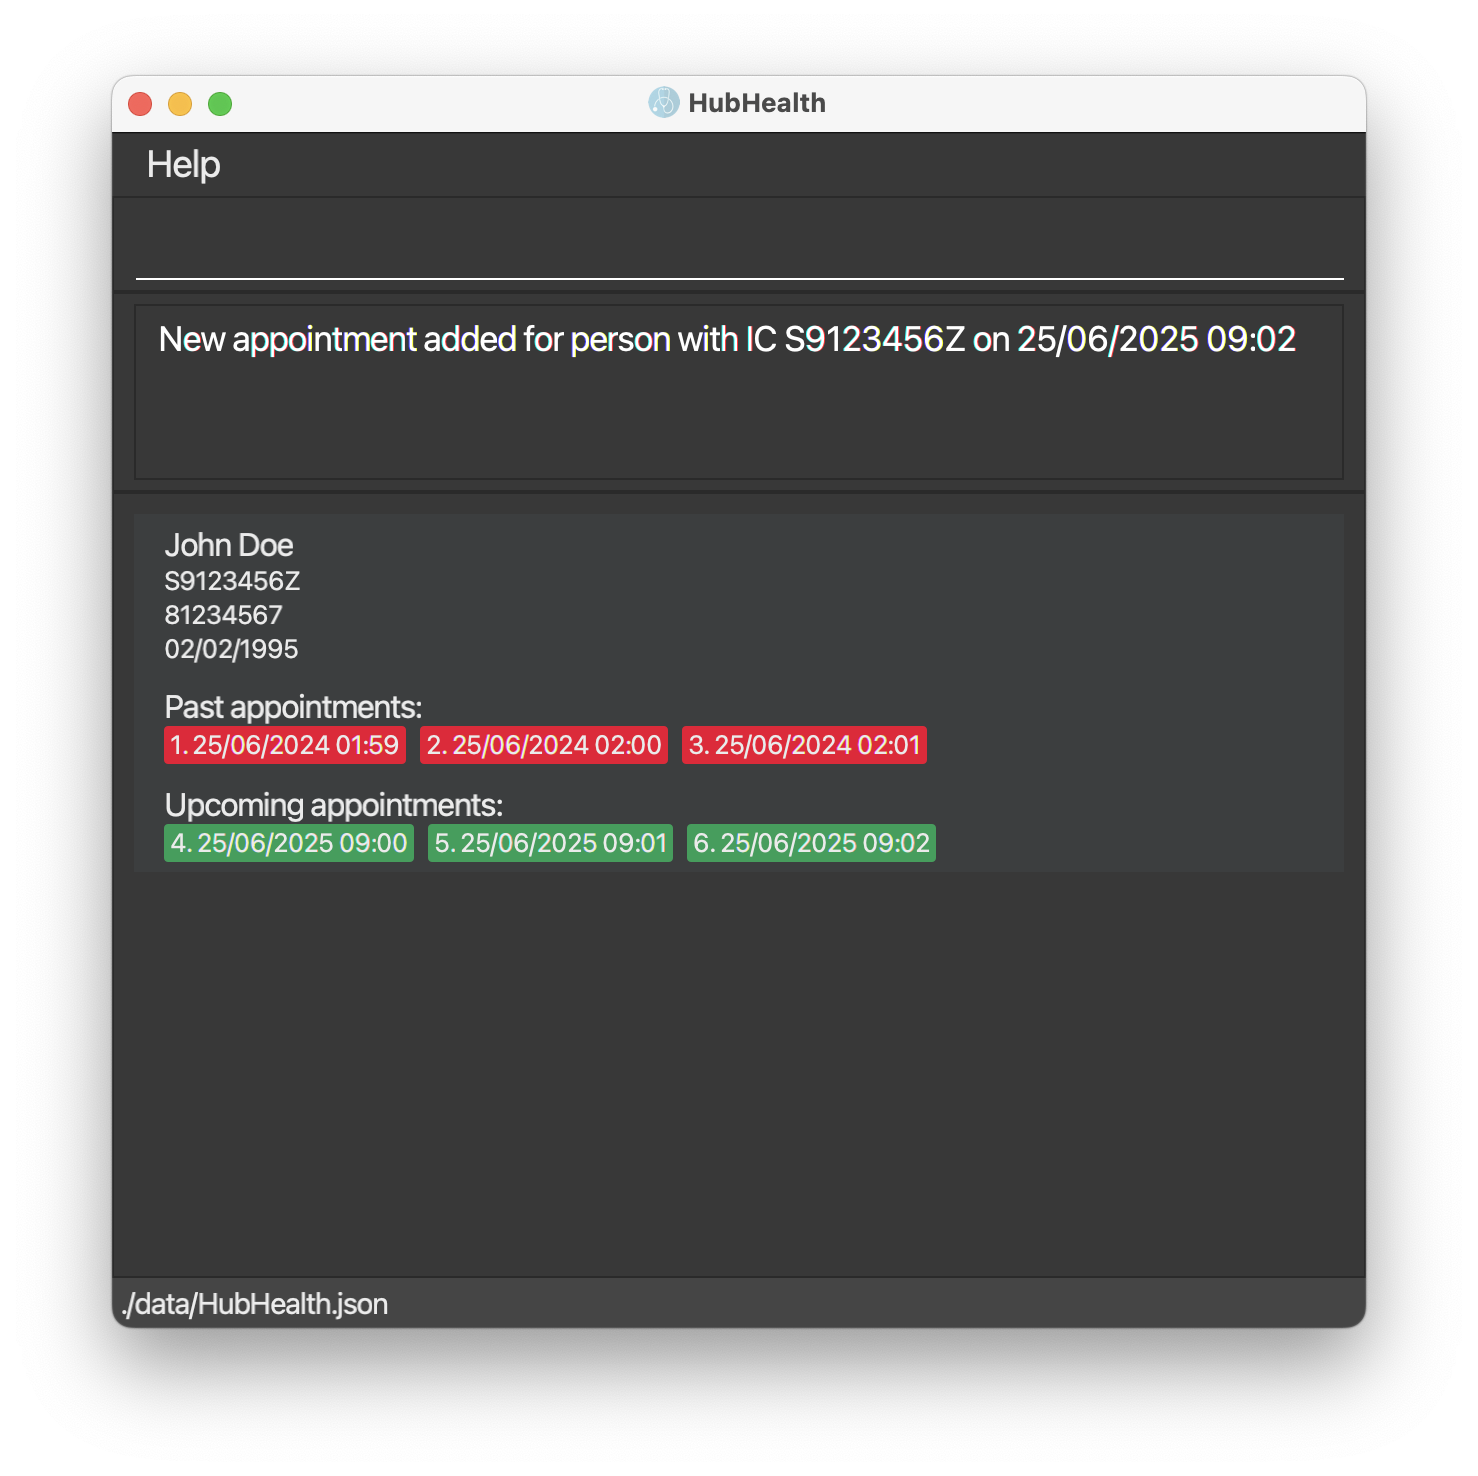 HubHealth
Help
New appointment added for person with IC S9123456Z on 25/06/2025 09:02
John Doe
S9123456Z
81234567
02/02/1995
Past appointments:
1. 25/06/2024 01:59 2. 25/06/2024 02:00 3. 25/06/2024 02:01
Upcoming appointments:
4. 25/06/2025 09:00 5. 25/06/2025 09:01 6. 25/06/2025 09:02
./data/HubHealth.json